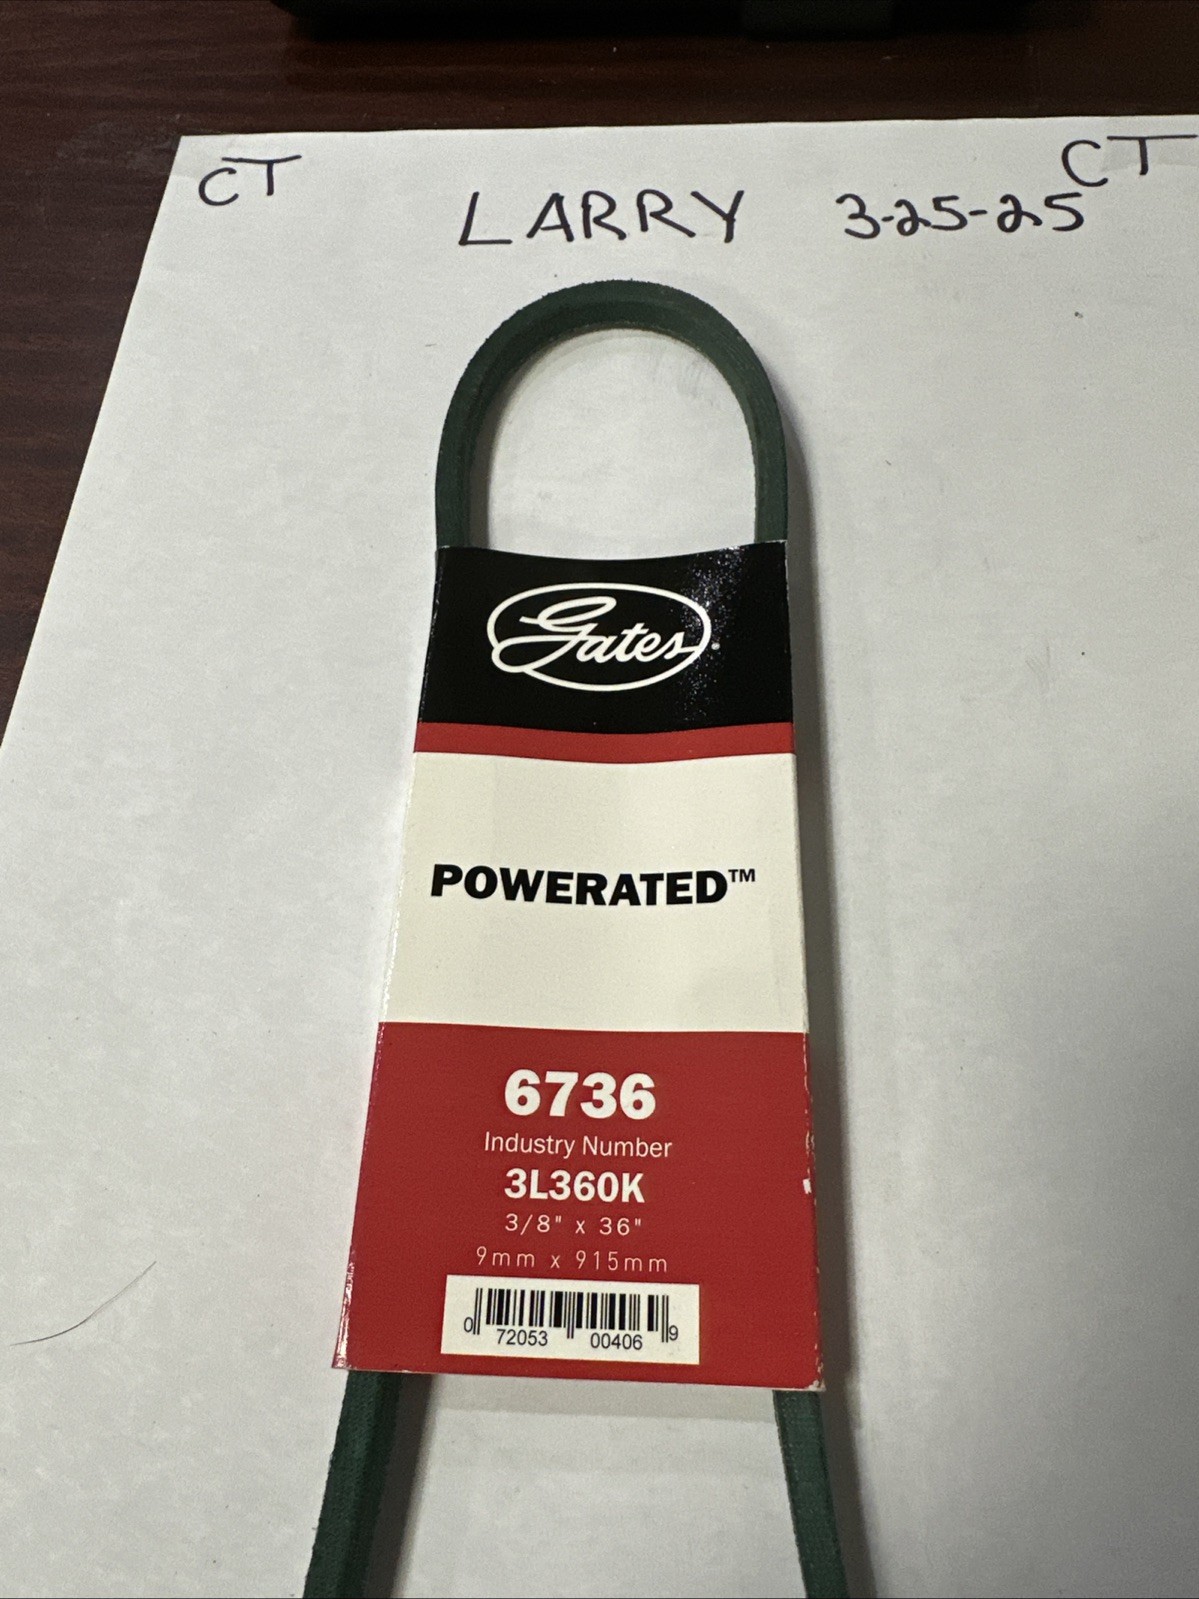 CT
CT
LARRY 3-25-25
Gates
POWERATED™
6736
Industry Number
3L360K
3/8" x 36"
9mm x 915mm
0 72053 00406 9